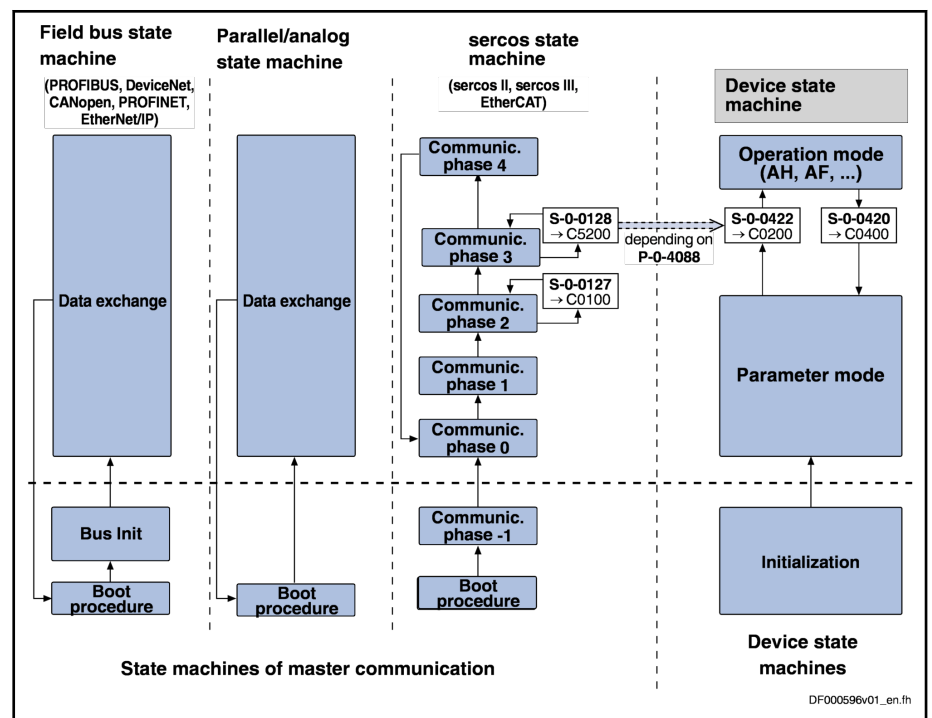 Field bus state
machine
(PROFIBUS, DeviceNet,
CANopen, PROFINET,
EtherNet/IP)
Data exchange
Bus Init
Boot
procedure
Parallel/analog
state machine
Data exchange
Boot
procedure
sercos state
machine
(sercos II, sercos III,
EtherCAT)
Communic.
phase 4
S-0-0128
→ C5200
Communic.
phase 3
S-0-0127
→ C0100
Communic.
phase 2
Communic.
phase 1
Communic.
phase 0
Communic.
phase -1
Boot
procedure
depending on
P-0-4088
Device state
machine
Operation mode
(AH, AF, ...)
S-0-0422
→ C0200
S-0-0420
→ C0400
Parameter mode
Initialization
State machines of master communication
Device state
machines
DF000596v01_en.fh